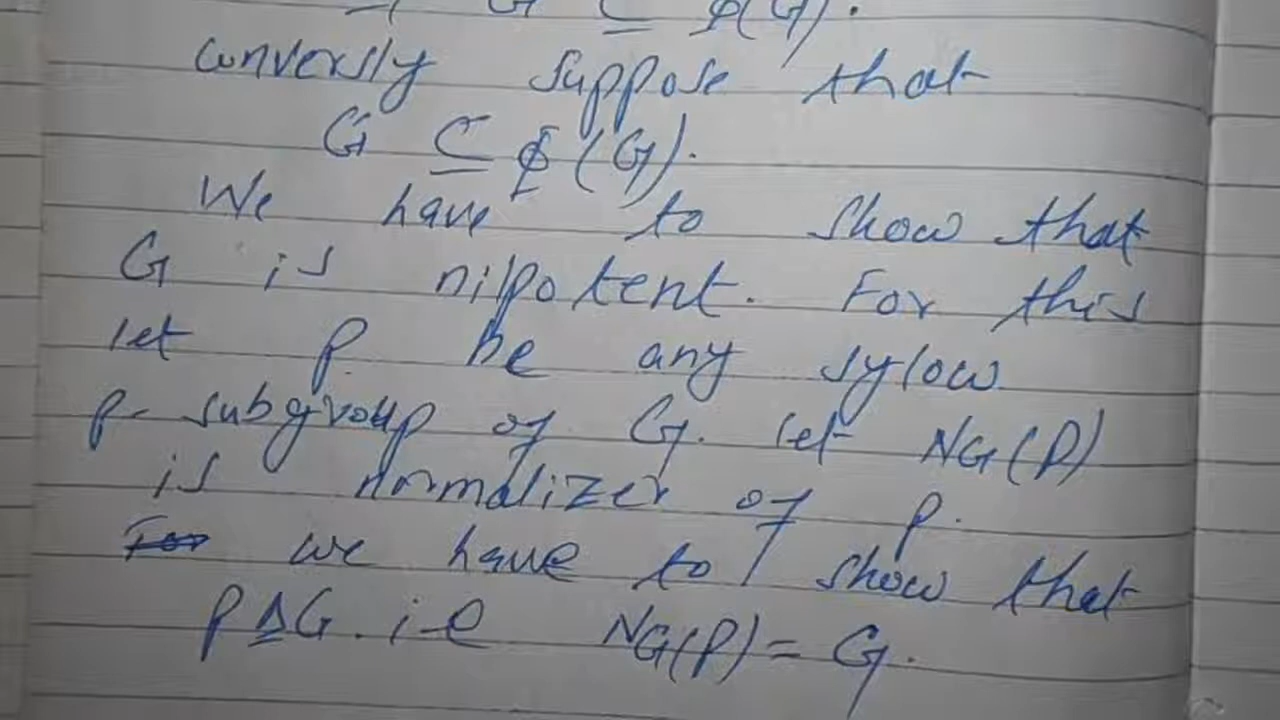 G ⊆ φ(G).
conversly suppose that
G ⊆ φ(G).
We have to show that
G is nilpotent. For this
let P be any sylow
p-subgroup of G. let NG(P)
is normalizer of P.
For we have to show that
P ⊴ G. i.e NG(P) = G.